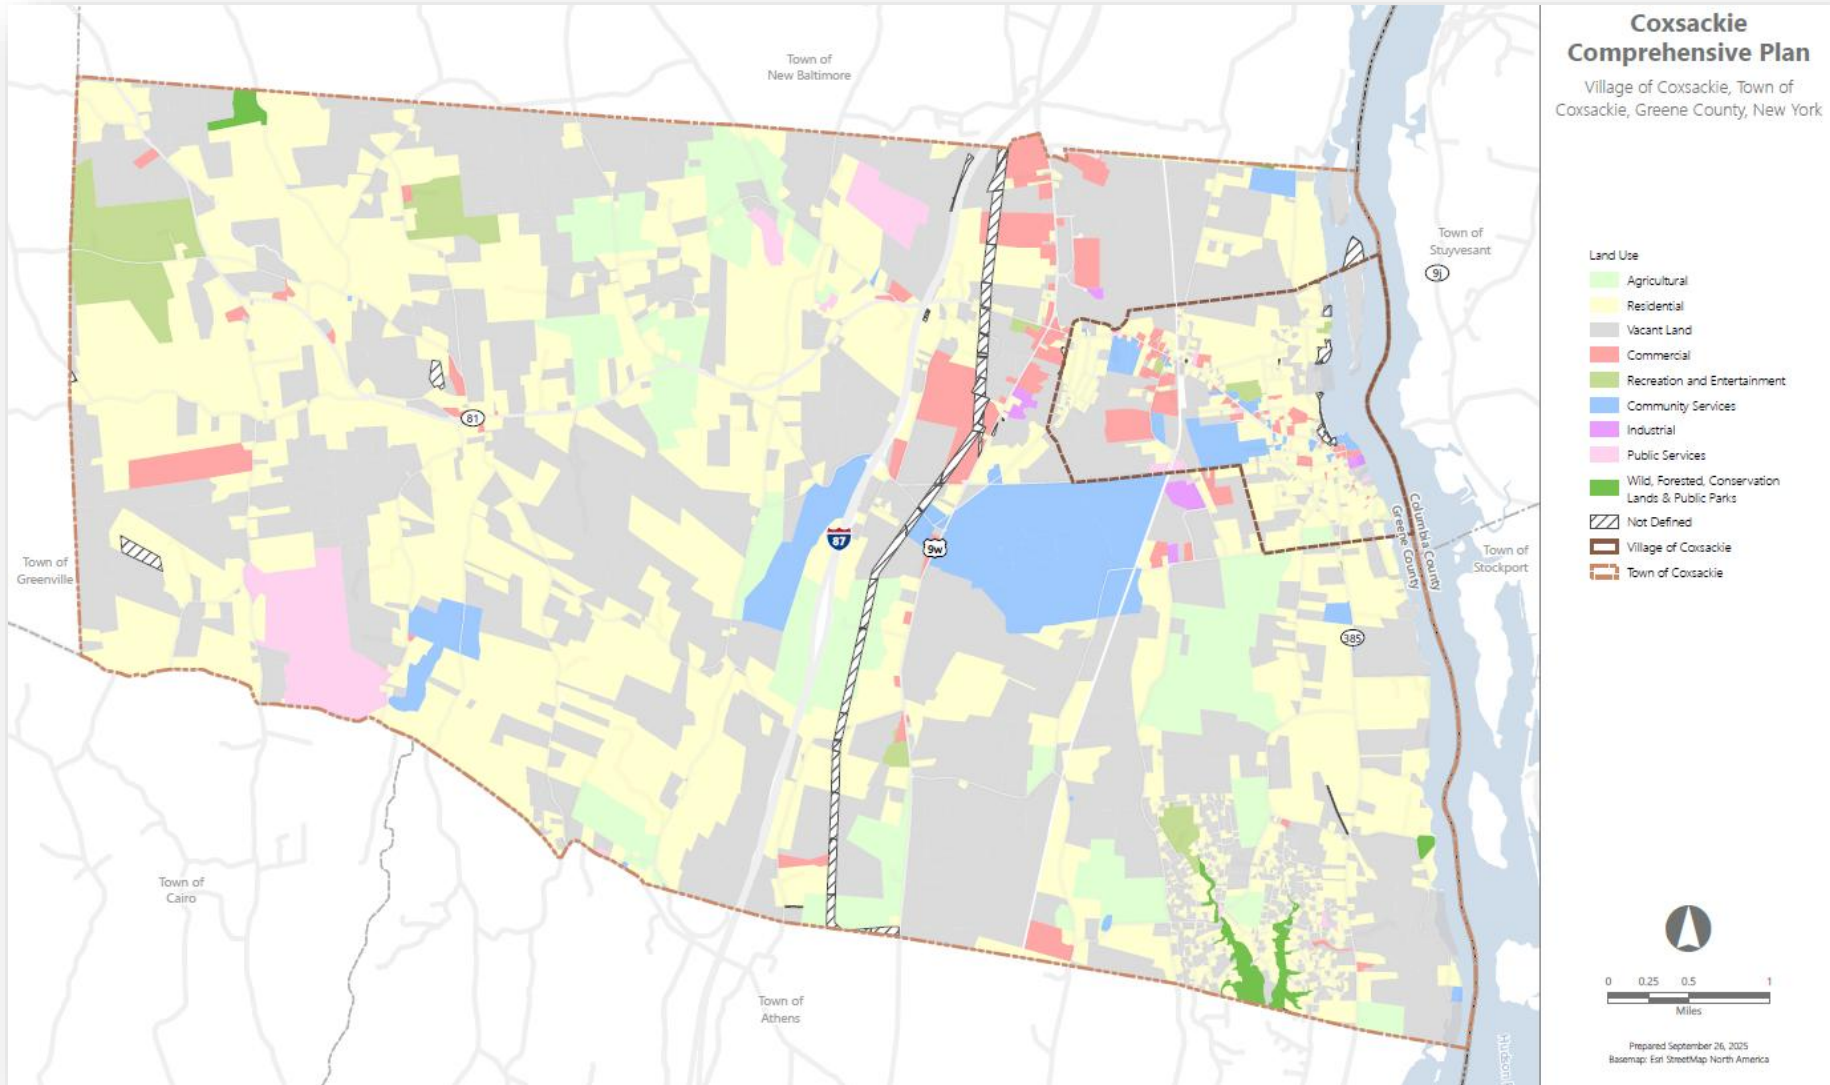 Coxsackie
Comprehensive Plan
Village of Coxsackie, Town of
Coxsackie, Greene County, New York
Land Use
Agricultural
Residential
Vacant Land
Commercial
Recreation and Entertainment
Community Services
Industrial
Public Services
Wild, Forested, Conservation
Lands & Public Parks
Not Defined
Village of Coxsackie
Town of Coxsackie
0 0.25 0.5 1
Miles
Prepared September 26, 2025
Basemap: Esri StreetMap North America
Town of
New Baltimore
Town of
Stuyvesant
9j
81
87
9w
Town of
Greenville
Columbia County
Greene County
Town of
Stockport
385
Town of
Cairo
Town of
Athens
Hudson